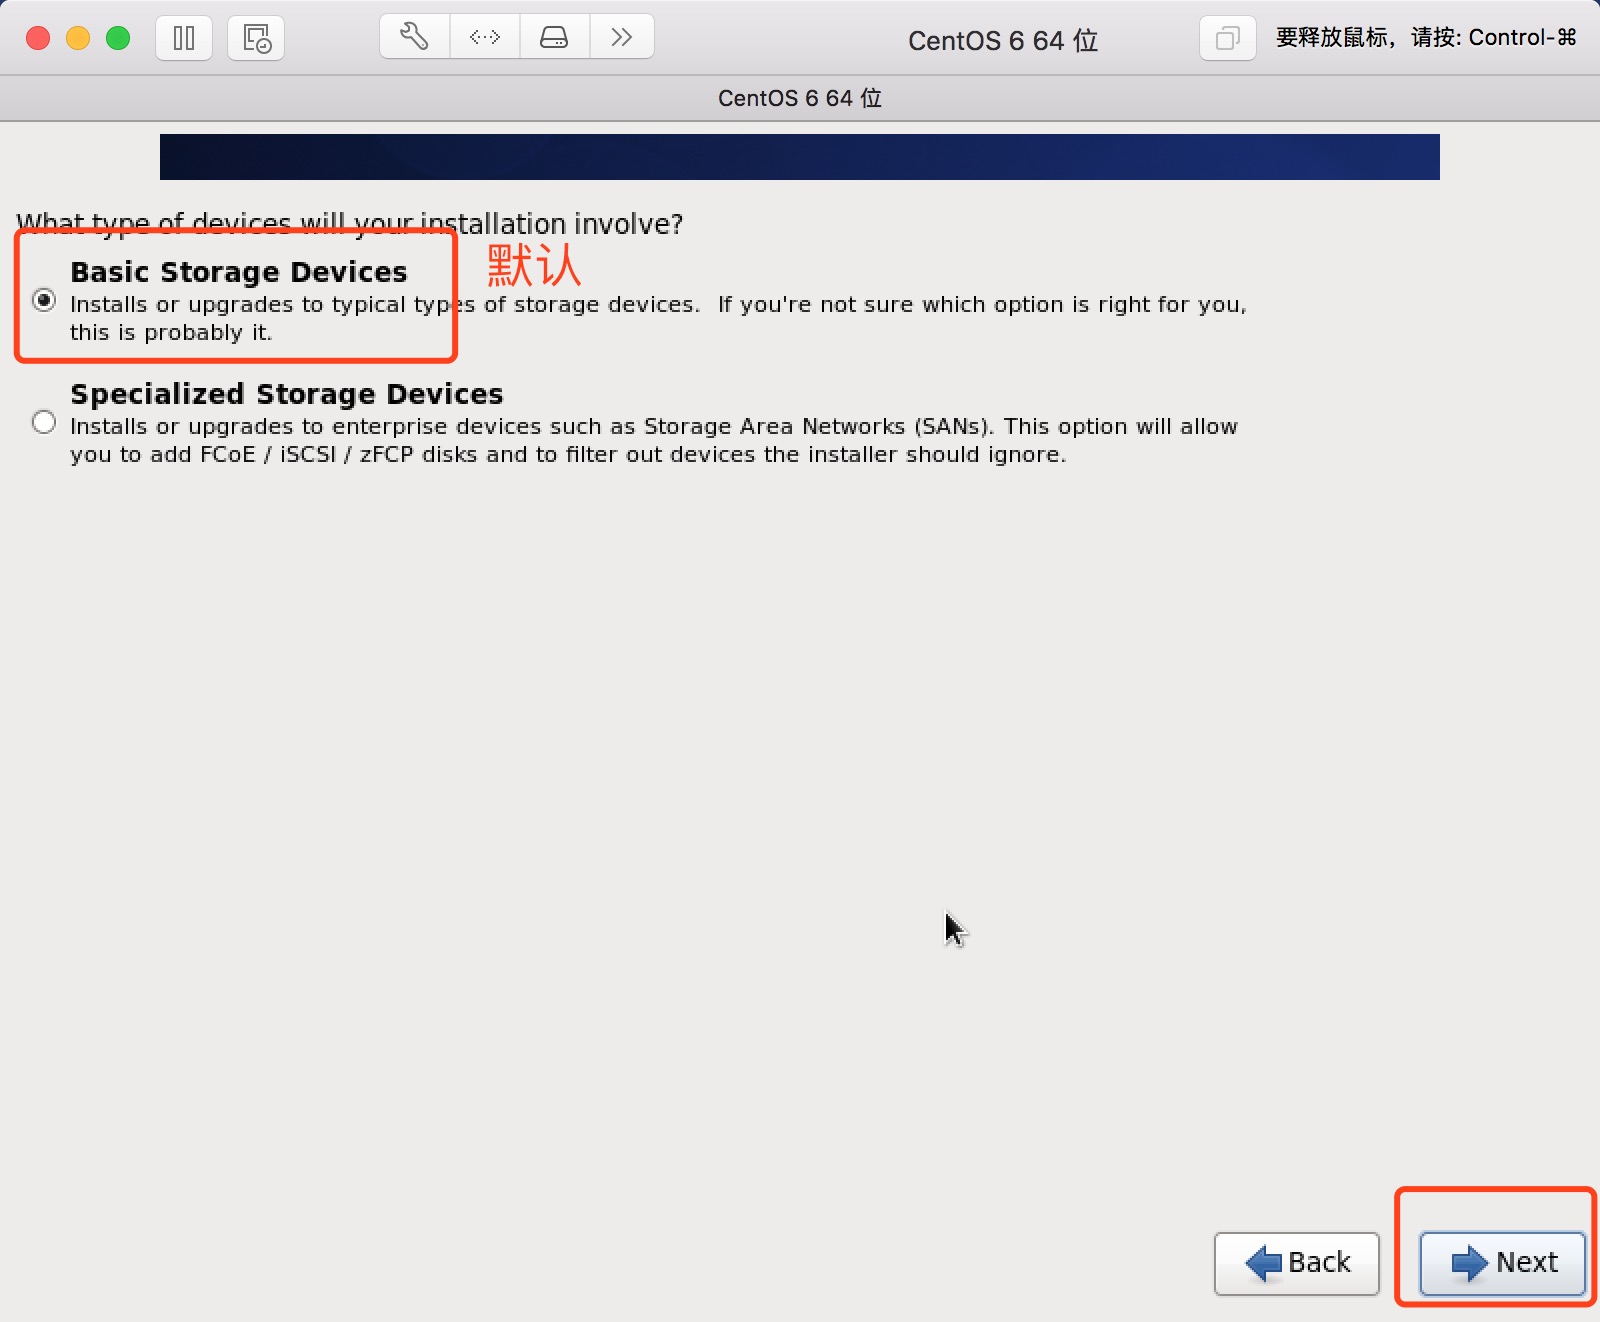 CentOS 6 64 位
要释放鼠标，请按: Control-⌘
CentOS 6 64 位
What type of devices will your installation involve?
默认
Basic Storage Devices
Installs or upgrades to typical types of storage devices.  If you're not sure which option is right for you,
this is probably it.
Specialized Storage Devices
Installs or upgrades to enterprise devices such as Storage Area Networks (SANs). This option will allow
you to add FCoE / iSCSI / zFCP disks and to filter out devices the installer should ignore.
Back
Next